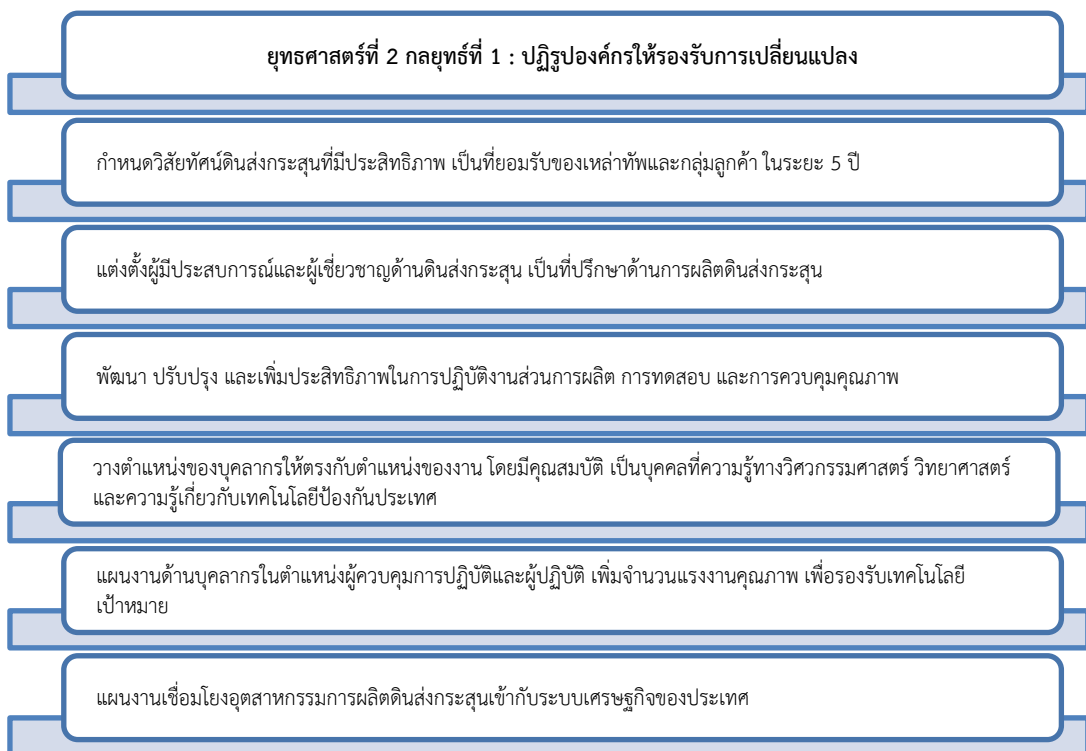 ยุทธศาสตร์ที่ 2 กลยุทธ์ที่ 1 : ปฏิรูปองค์กรให้รองรับการเปลี่ยนแปลง
กำหนดวิสัยทัศน์ดินส่งกระสุนที่มีประสิทธิภาพ เป็นที่ยอมรับของเหล่าทัพและกลุ่มลูกค้า ในระยะ 5 ปี
แต่งตั้งผู้มีประสบการณ์และผู้เชี่ยวชาญด้านดินส่งกระสุน เป็นที่ปรึกษาด้านการผลิตดินส่งกระสุน
พัฒนา ปรับปรุง และเพิ่มประสิทธิภาพในการปฏิบัติงานส่วนการผลิต การทดสอบ และการควบคุมคุณภาพ
วางตำแหน่งของบุคลากรให้ตรงกับตำแหน่งของงาน โดยมีคุณสมบัติ เป็นบุคคลที่ความรู้ทางวิศวกรรมศาสตร์ วิทยาศาสตร์
และความรู้เกี่ยวกับเทคโนโลยีป้องกันประเทศ
แผนงานด้านบุคลากรในตำแหน่งผู้ควบคุมการปฏิบัติและผู้ปฏิบัติ เพิ่มจำนวนแรงงานคุณภาพ เพื่อรองรับเทคโนโลยี
เป้าหมาย
แผนงานเชื่อมโยงอุตสาหกรรมการผลิตดินส่งกระสุนเข้ากับระบบเศรษฐกิจของประเทศ